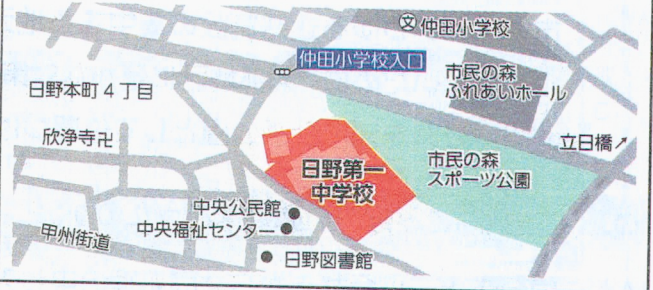 仲田小学校
仲田小学校入口
市民の森
ふれあいホール
日野本町4丁目
立日橋
欣浄寺
市民の森
スポーツ公園
日野第一
中学校
中央公民館
中央福祉センター
甲州街道
日野図書館